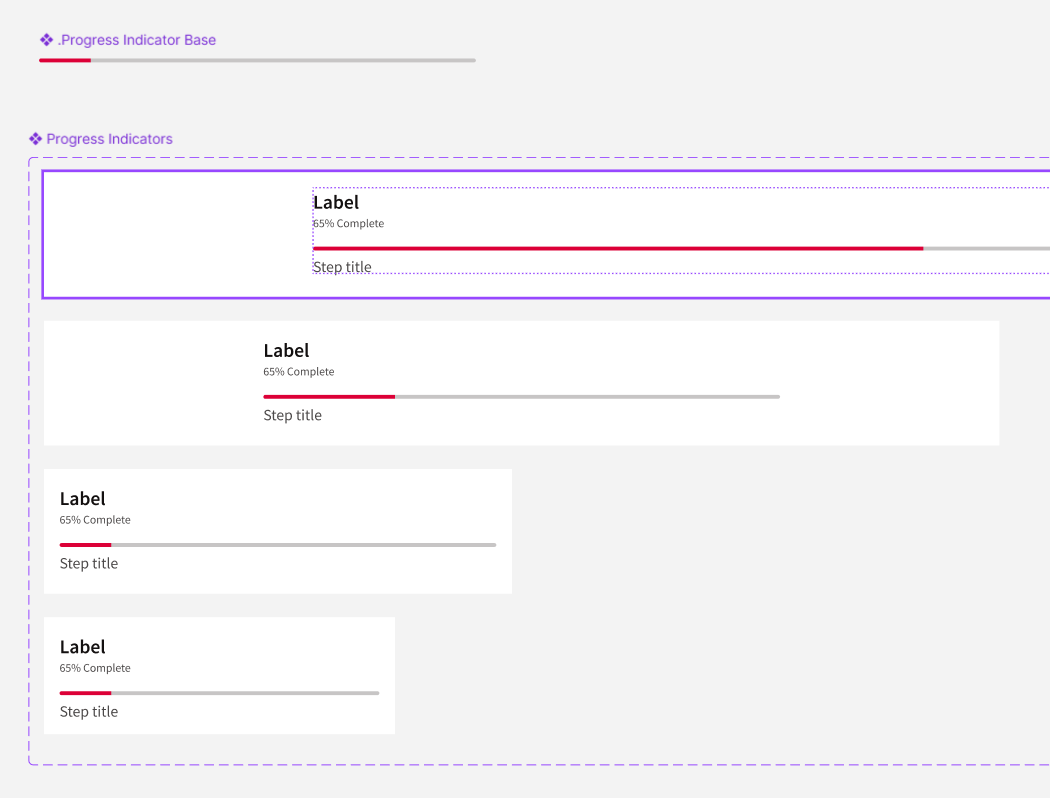 .Progress Indicator Base
Progress Indicators
Label
65% Complete
Step title
Label
65% Complete
Step title
Label
65% Complete
Step title
Label
65% Complete
Step title